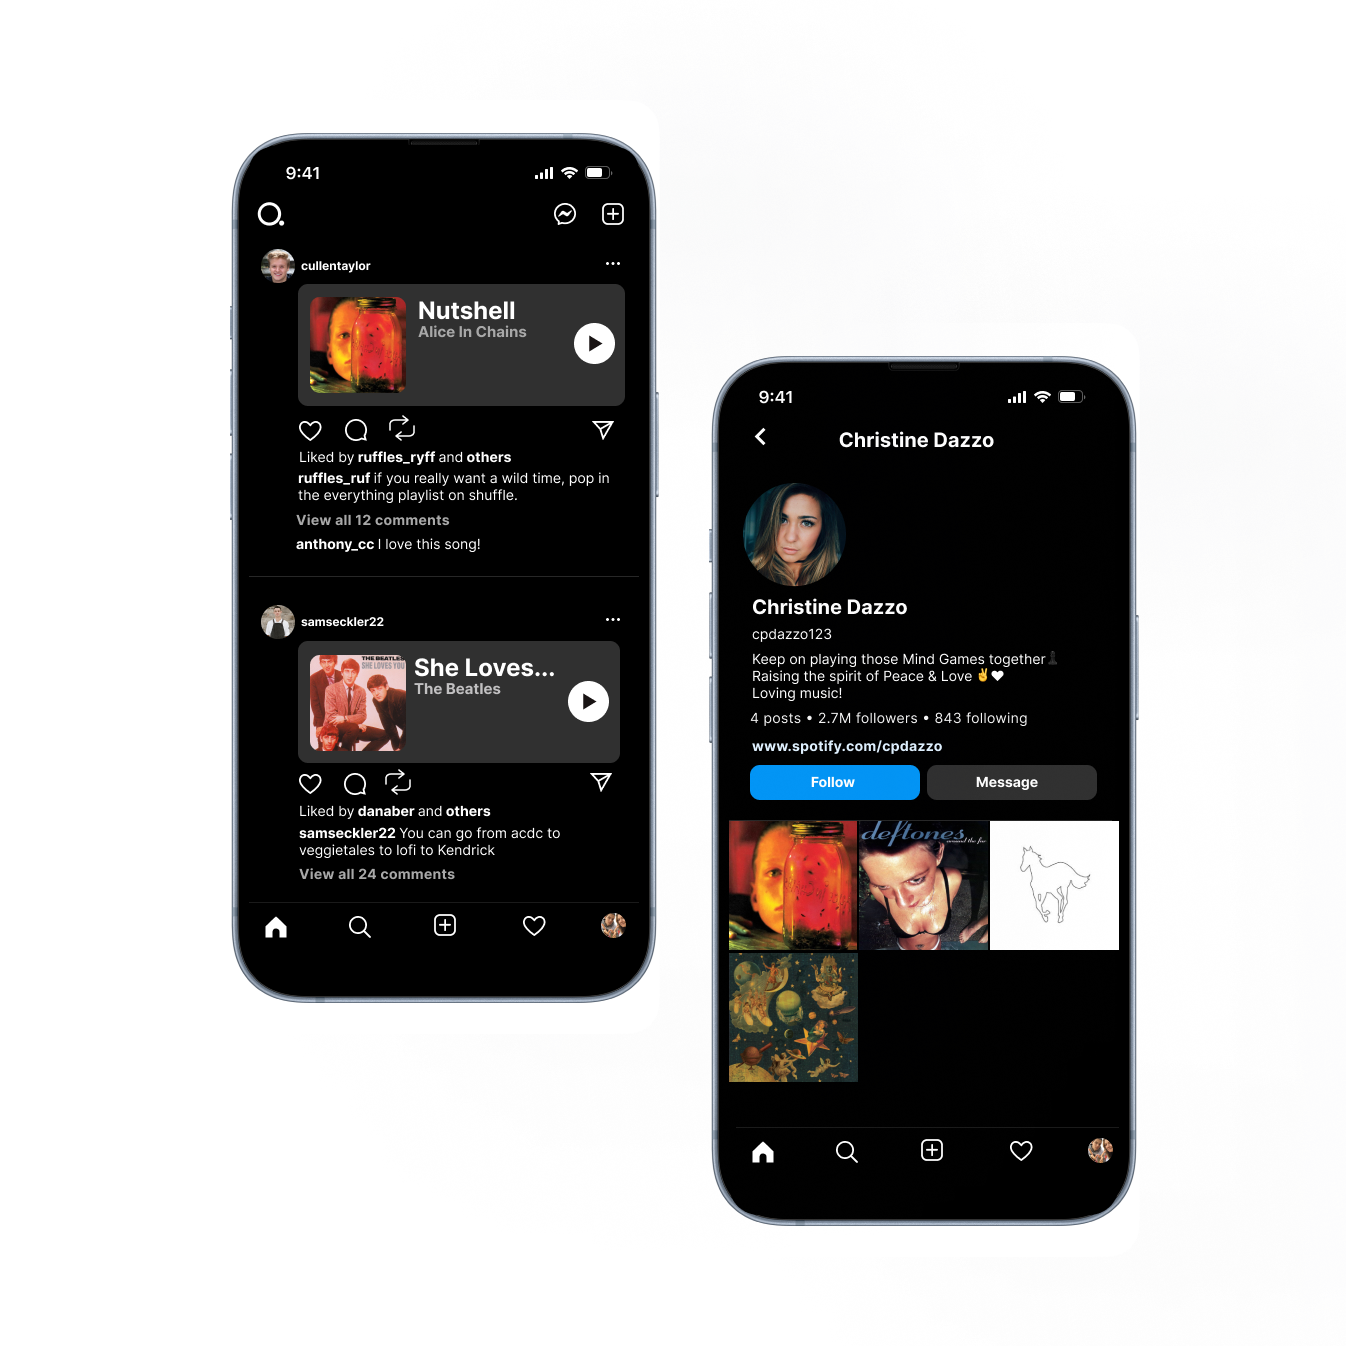 9:41
cullentaylor
Nutshell
Alice In Chains
Liked by ruffles_ryff and others
ruffles_ruf if you really want a wild time, pop in
the everything playlist on shuffle.
View all 12 comments
anthony_cc I love this song!
samseckler22
THE BEATLES
SHE LOVES YOU
She Loves...
The Beatles
Liked by danaber and others
samseckler22 You can go from acdc to
veggietales to lofi to Kendrick
View all 24 comments
9:41
Christine Dazzo
Christine Dazzo
cpdazzo123
Keep on playing those Mind Games together♟️
Raising the spirit of Peace & Love ✌️🤍
Loving music!
4 posts • 2.7M followers • 843 following
www.spotify.com/cpdazzo
Follow
Message
deftones
around the fur